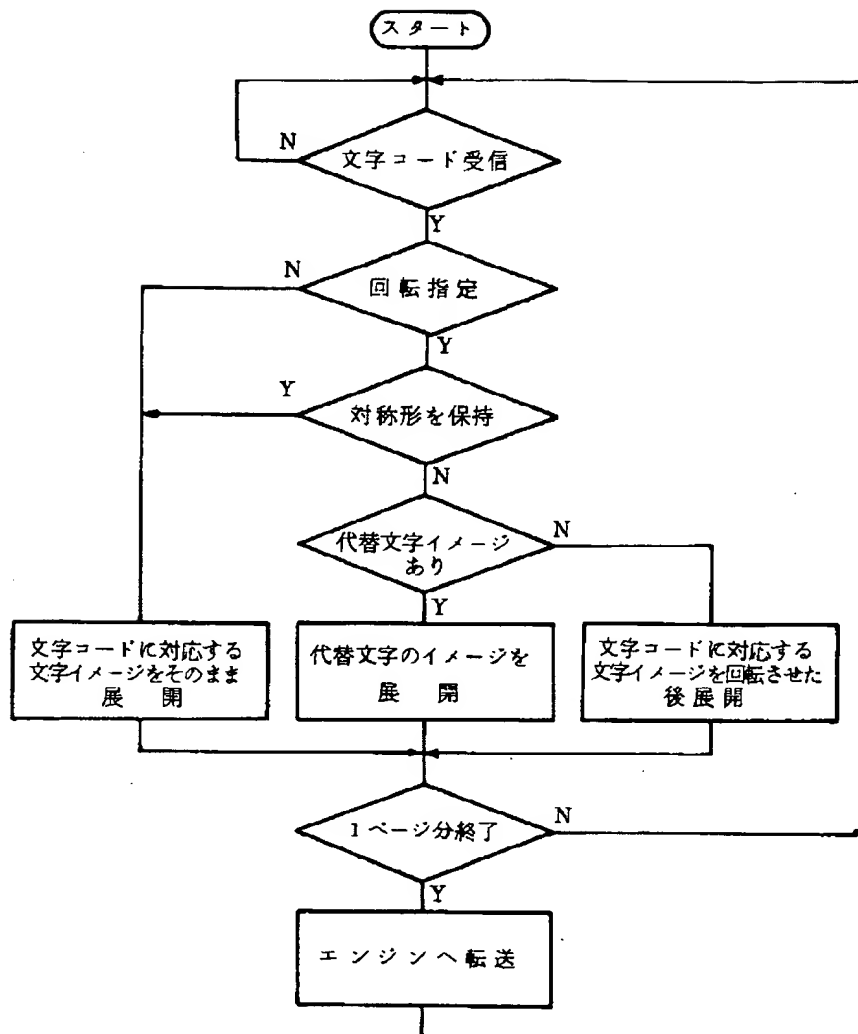 スタート
N
文字コード受信
Y
N
回転指定
Y
Y
対称形を保持
N
代替文字イメージ
あり
N
Y
文字コードに対応する
文字イメージをそのまま
展開
代替文字のイメージを
展開
文字コードに対応する
文字イメージを回転させた
後展開
1ページ分終了
N
Y
エンジンへ転送